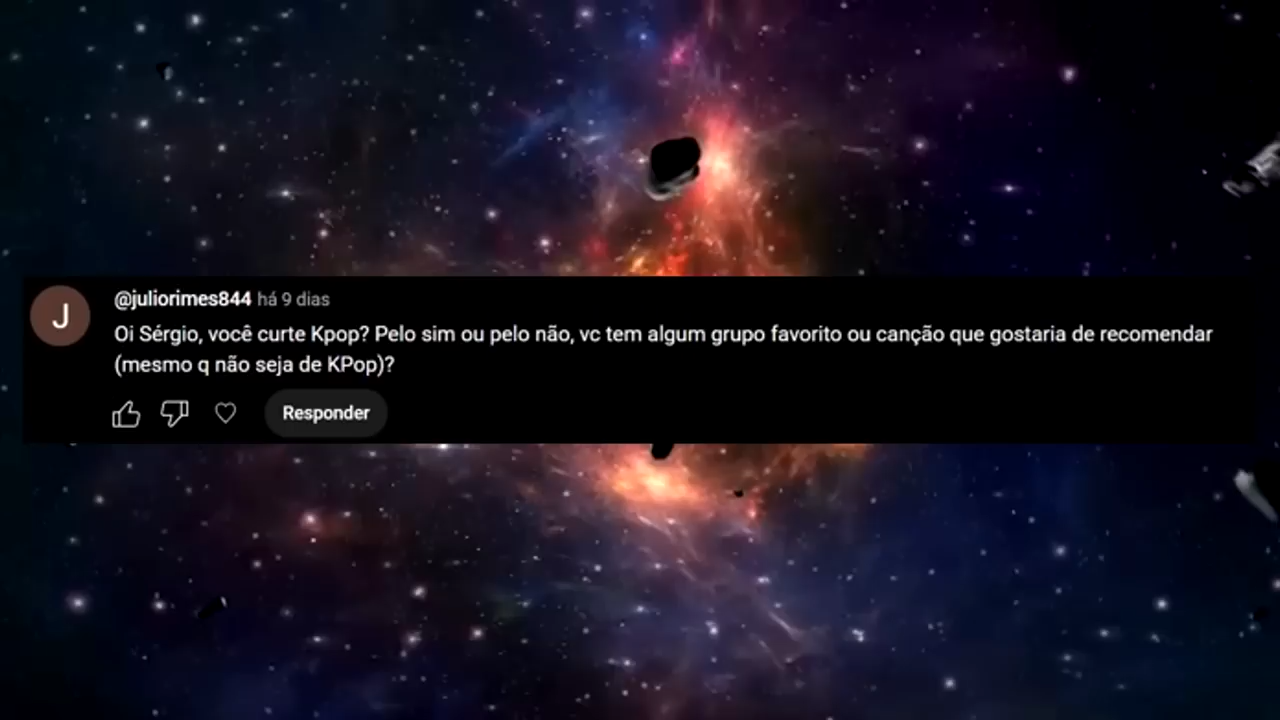 J
@juliorimes844 há 9 dias
Oi Sérgio, você curte Kpop? Pelo sim ou pelo não, vc tem algum grupo favorito ou canção que gostaria de recomendar
(mesmo q não seja de KPop)?
Responder